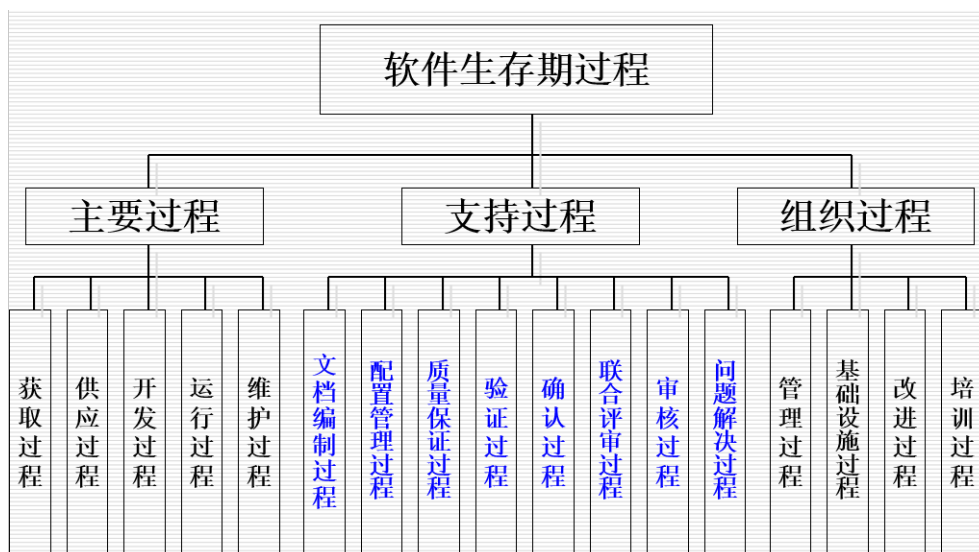 软件生存期过程
主要过程
支持过程
组织过程
获取过程
供应过程
开发过程
运行过程
维护过程
文档编制过程
配置管理过程
质量保证过程
验证过程
确认过程
联合评审过程
审核过程
问题解决过程
管理过程
基础设施过程
改进过程
培训过程